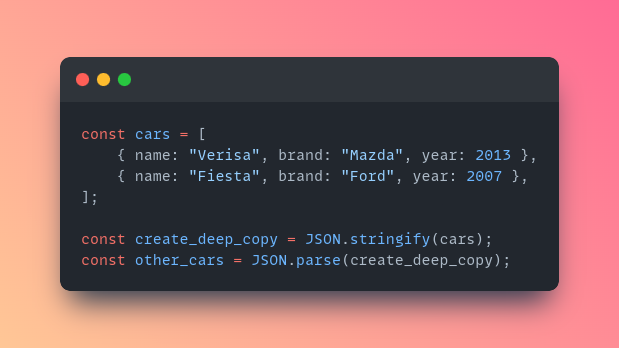 const cars = [
    { name: "Verisa", brand: "Mazda", year: 2013 },
    { name: "Fiesta", brand: "Ford", year: 2007 },
];

const create_deep_copy = JSON.stringify(cars);
const other_cars = JSON.parse(create_deep_copy);